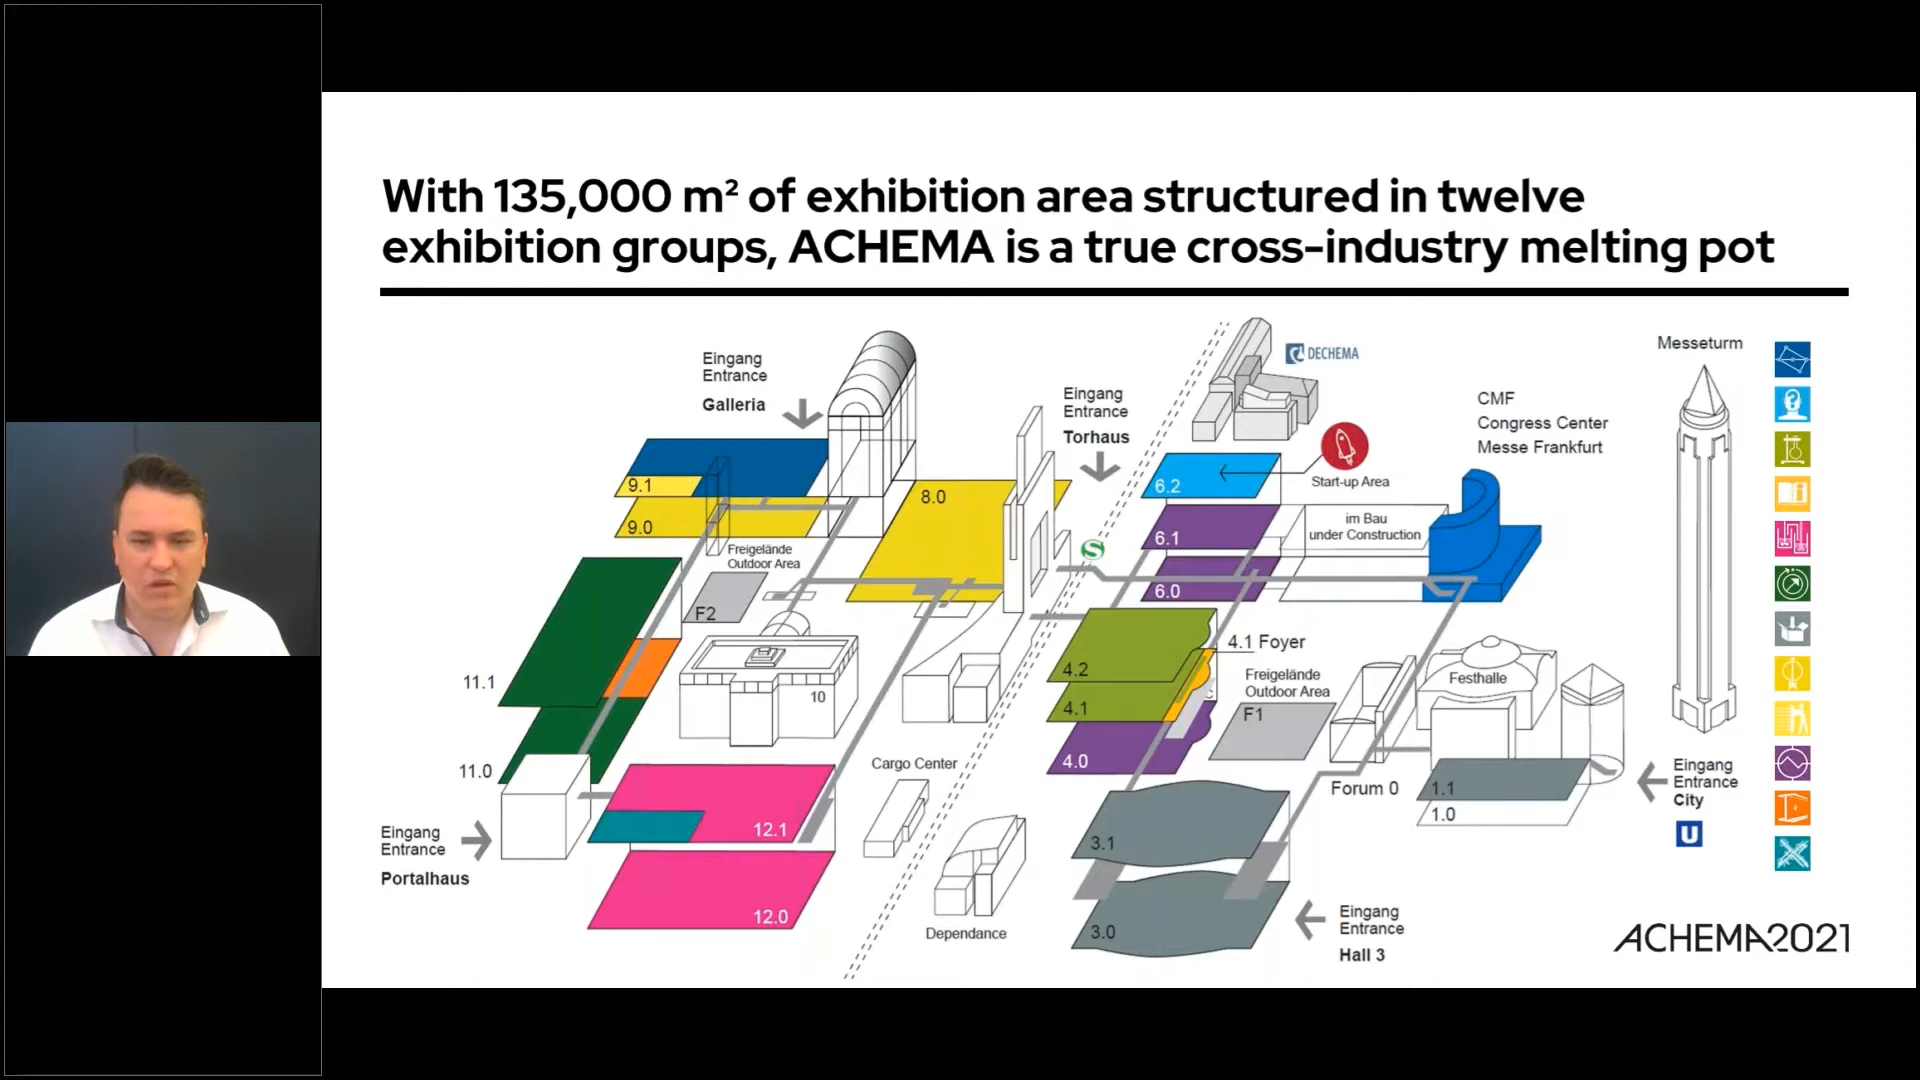 With 135,000 m² of exhibition area structured in twelve
exhibition groups, ACHEMA is a true cross-industry melting pot
Eingang
Entrance
Galleria
Eingang
Entrance
Torhaus
DECHEMA
CMF
Congress Center
Messe Frankfurt
Messeturm
9.1
9.0
8.0
6.2
Start-up Area
6.1
im Bau
under Construction
6.0
S
Freigelände
Outdoor Area
F2
11.1
11.0
10
4.2
4.1 Foyer
4.1
4.0
Freigelände
Outdoor Area
F1
Festhalle
Forum 0
1.1
1.0
Eingang
Entrance
City
U
Cargo Center
Dependance
Eingang
Entrance
Portalhaus
12.1
12.0
3.1
3.0
Eingang
Entrance
Hall 3
ACHEMA2021